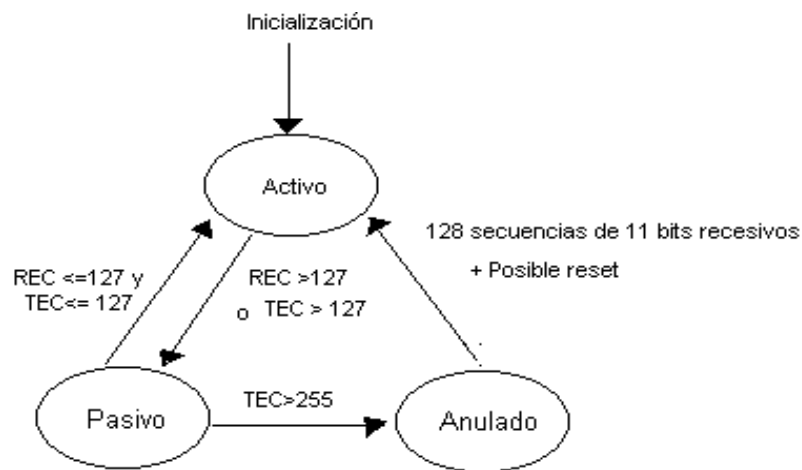 Inicialización
Activo
128 secuencias de 11 bits recesivos
+ Posible reset
REC <=127 y
TEC<= 127
REC >127
o TEC > 127
Pasivo
TEC>255
Anulado